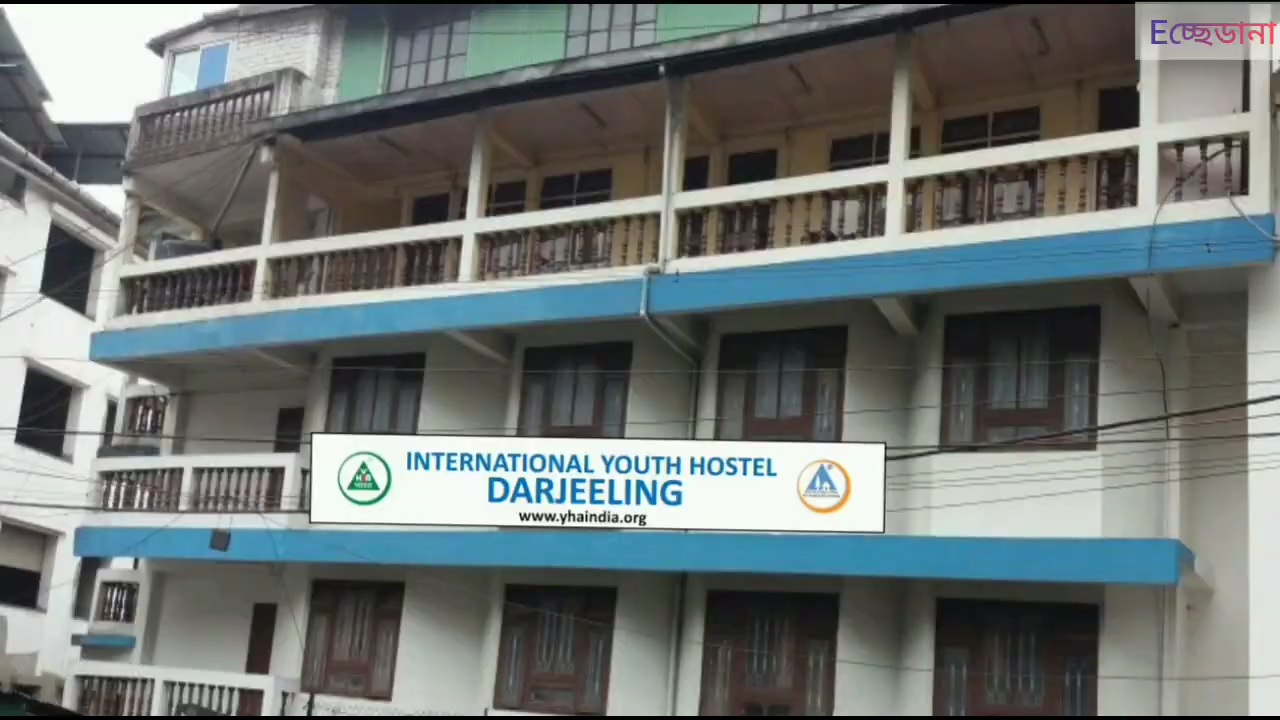 Eচ্ছেডানা
INTERNATIONAL YOUTH HOSTEL
DARJEELING
www.yhaindia.org